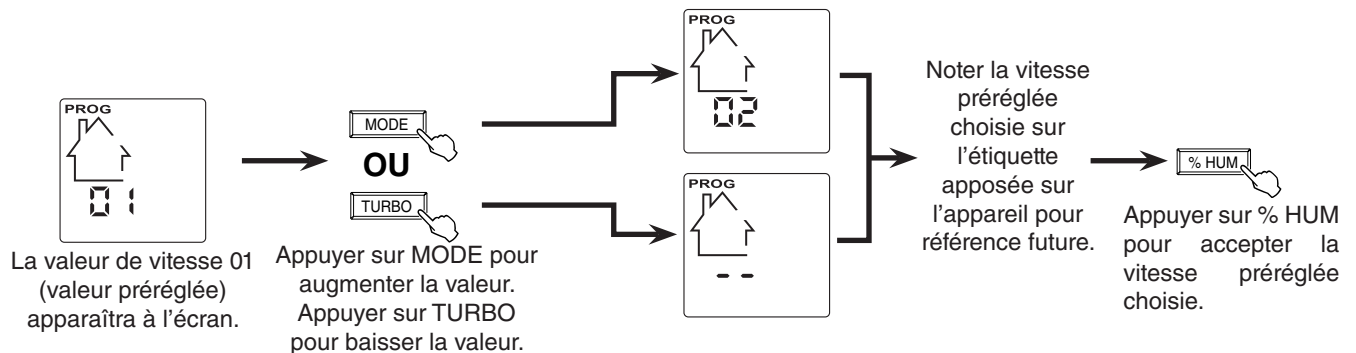 PROG
01
La valeur de vitesse 01
(valeur préréglée)
apparaîtra à l'écran.
MODE
OU
TURBO
Appuyer sur MODE pour
augmenter la valeur.
Appuyer sur TURBO
pour baisser la valeur.
PROG
02
PROG
--
Noter la vitesse
préréglée
choisie sur
l'étiquette
apposée sur
l'appareil pour
référence future.
% HUM
Appuyer sur % HUM
pour accepter la
vitesse préréglée
choisie.